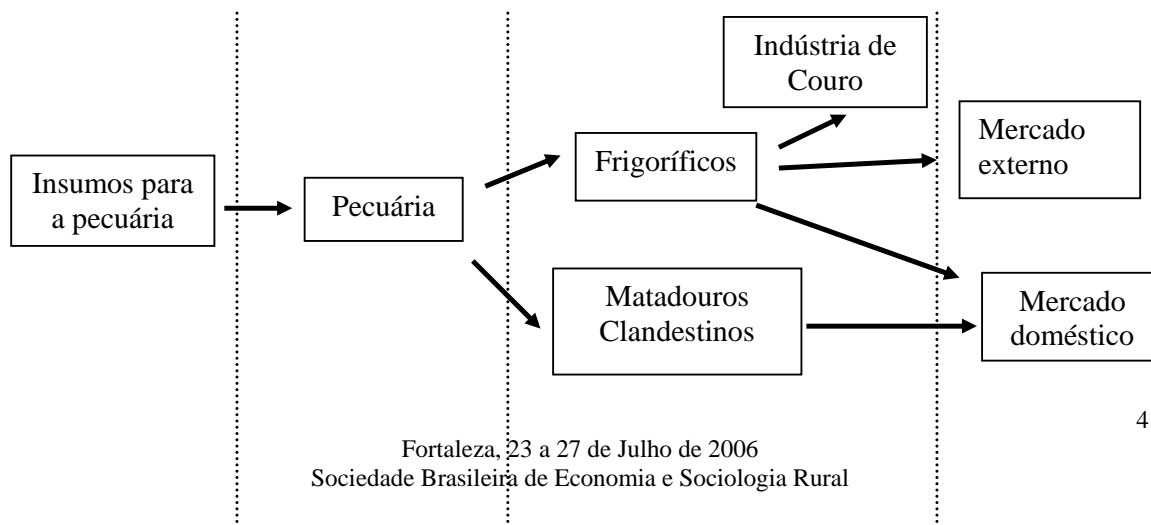 Indústria de
Couro
Mercado
externo
Frigoríficos
Insumos para
a pecuária
Pecuária
Matadouros
Clandestinos
Mercado
doméstico
4
Fortaleza, 23 a 27 de Julho de 2006
Sociedade Brasileira de Economia e Sociologia Rural